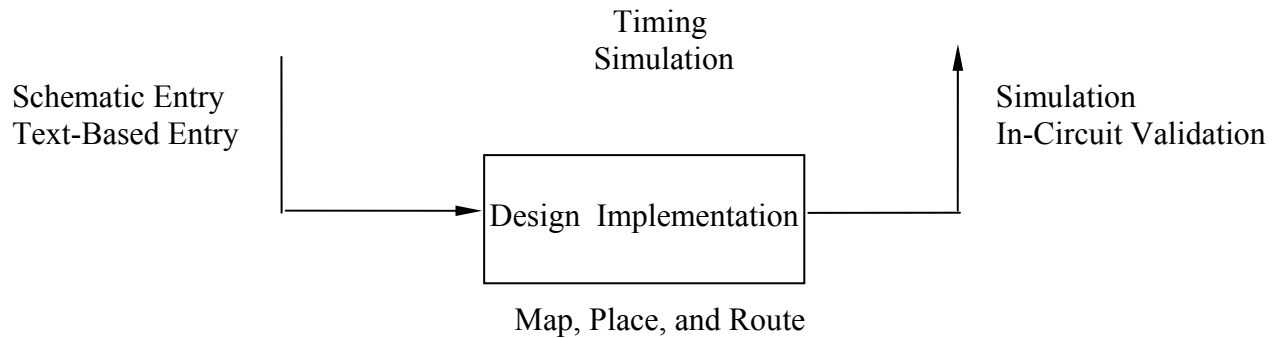 Timing
Simulation
Schematic Entry
Text-Based Entry
Simulation
In-Circuit Validation
Design Implementation
Map, Place, and Route